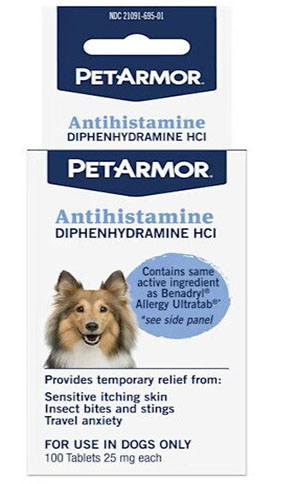 NDC 21091-695-01
PETARMOR®
Antihistamine
DIPHENHYDRAMINE HCl
PETARMOR®
Antihistamine
DIPHENHYDRAMINE HCl
Contains same
active ingredient
as Benadryl®
Allergy Ultratab®*
*see side panel
Provides temporary relief from:
Sensitive itching skin
Insect bites and stings
Travel anxiety
FOR USE IN DOGS ONLY
100 Tablets 25 mg each